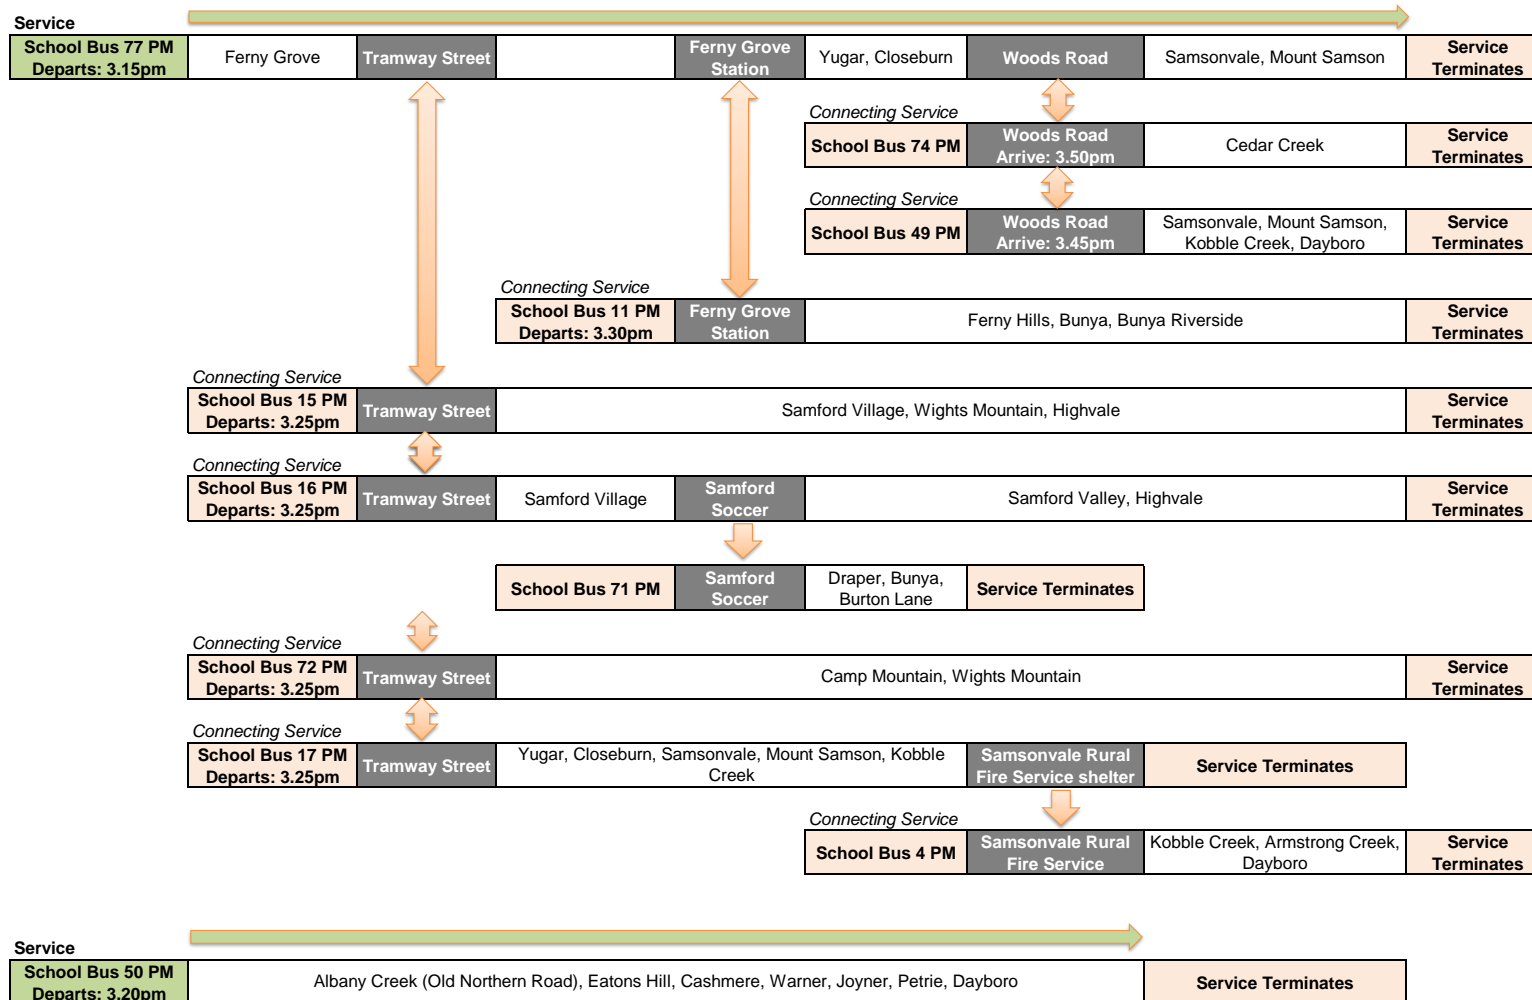 Service
School Bus 77 PM
Departs: 3.15pm
Ferny Grove
Tramway Street
Ferny Grove
Station
Yugar, Closeburn
Woods Road
Samsonvale, Mount Samson
Service
Terminates
Connecting Service
School Bus 74 PM
Woods Road
Arrive: 3.50pm
Cedar Creek
Service
Terminates
Connecting Service
School Bus 49 PM
Woods Road
Arrive: 3.45pm
Samsonvale, Mount Samson,
Kobble Creek, Dayboro
Service
Terminates
Connecting Service
School Bus 11 PM
Departs: 3.30pm
Ferny Grove
Station
Ferny Hills, Bunya, Bunya Riverside
Service
Terminates
Connecting Service
School Bus 15 PM
Departs: 3.25pm
Tramway Street
Samford Village, Wights Mountain, Highvale
Service
Terminates
Connecting Service
School Bus 16 PM
Departs: 3.25pm
Tramway Street
Samford Village
Samford
Soccer
Samford Valley, Highvale
Service
Terminates
School Bus 71 PM
Samford
Soccer
Draper, Bunya,
Burton Lane
Service Terminates
Connecting Service
School Bus 72 PM
Departs: 3.25pm
Tramway Street
Camp Mountain, Wights Mountain
Service
Terminates
Connecting Service
School Bus 17 PM
Departs: 3.25pm
Tramway Street
Yugar, Closeburn, Samsonvale, Mount Samson, Kobble
Creek
Samsonvale Rural
Fire Service shelter
Service Terminates
Connecting Service
School Bus 4 PM
Samsonvale Rural
Fire Service
Kobble Creek, Armstrong Creek,
Dayboro
Service
Terminates
Service
School Bus 50 PM
Departs: 3.20pm
Albany Creek (Old Northern Road), Eatons Hill, Cashmere, Warner, Joyner, Petrie, Dayboro
Service Terminates